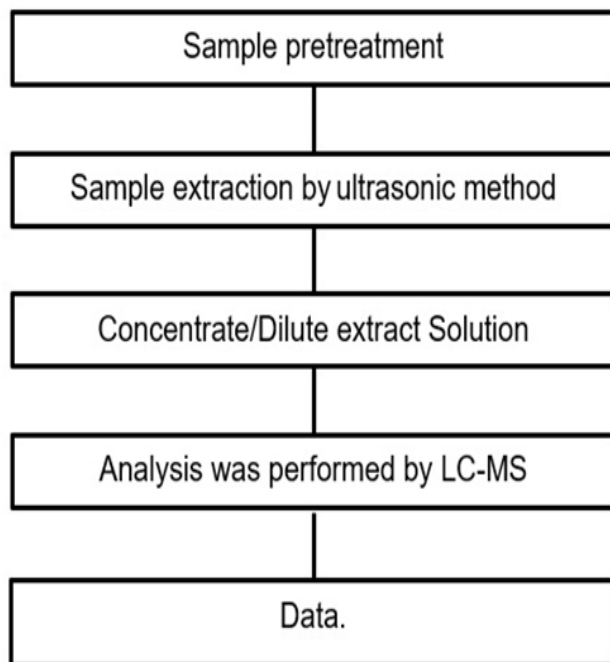 Sample pretreatment
Sample extraction by ultrasonic method
Concentrate/Dilute extract Solution
Analysis was performed by LC-MS
Data.